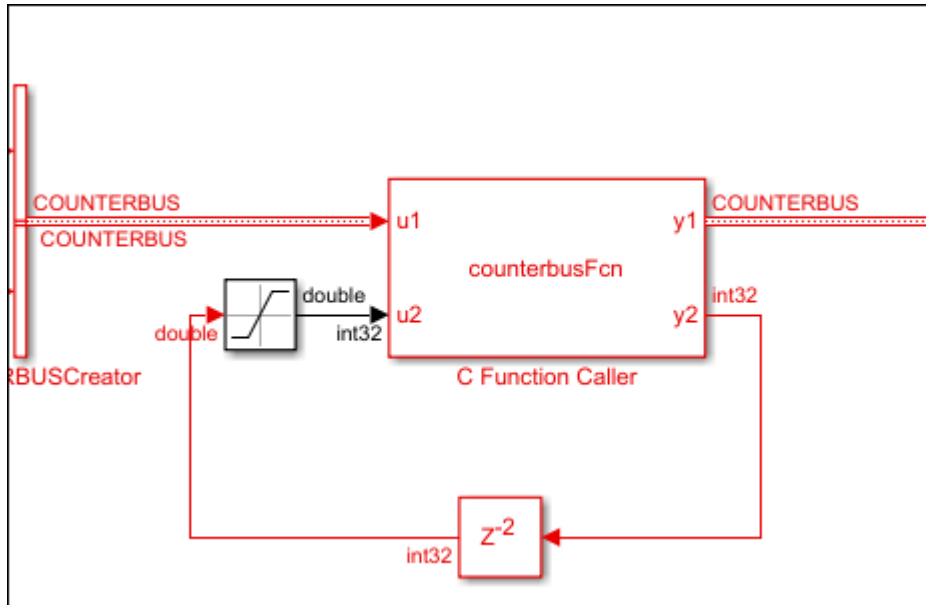 COUNTERBUS
COUNTERBUS
u1
y1
COUNTERBUS
counterbusFcn
double
double
int32
u2
y2
int32
RBUSCreator
C Function Caller
int32
Z-2